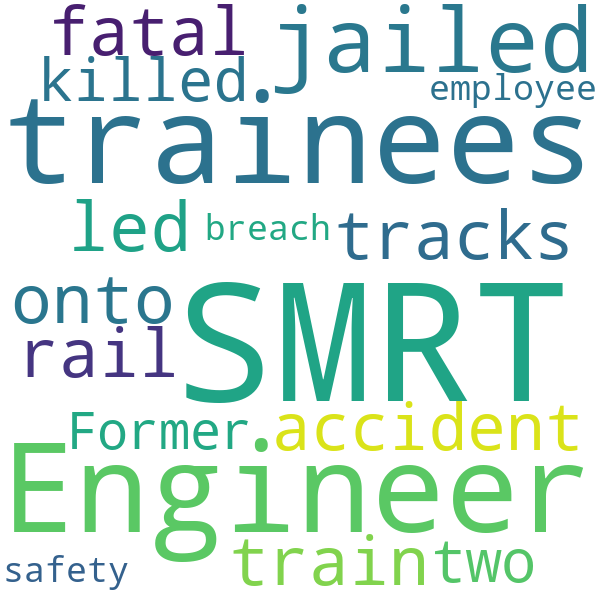 fatal jailed
killed employee
trainees
led breach tracks
onto SMRT
rail
Former accident
Engineer
safety train two